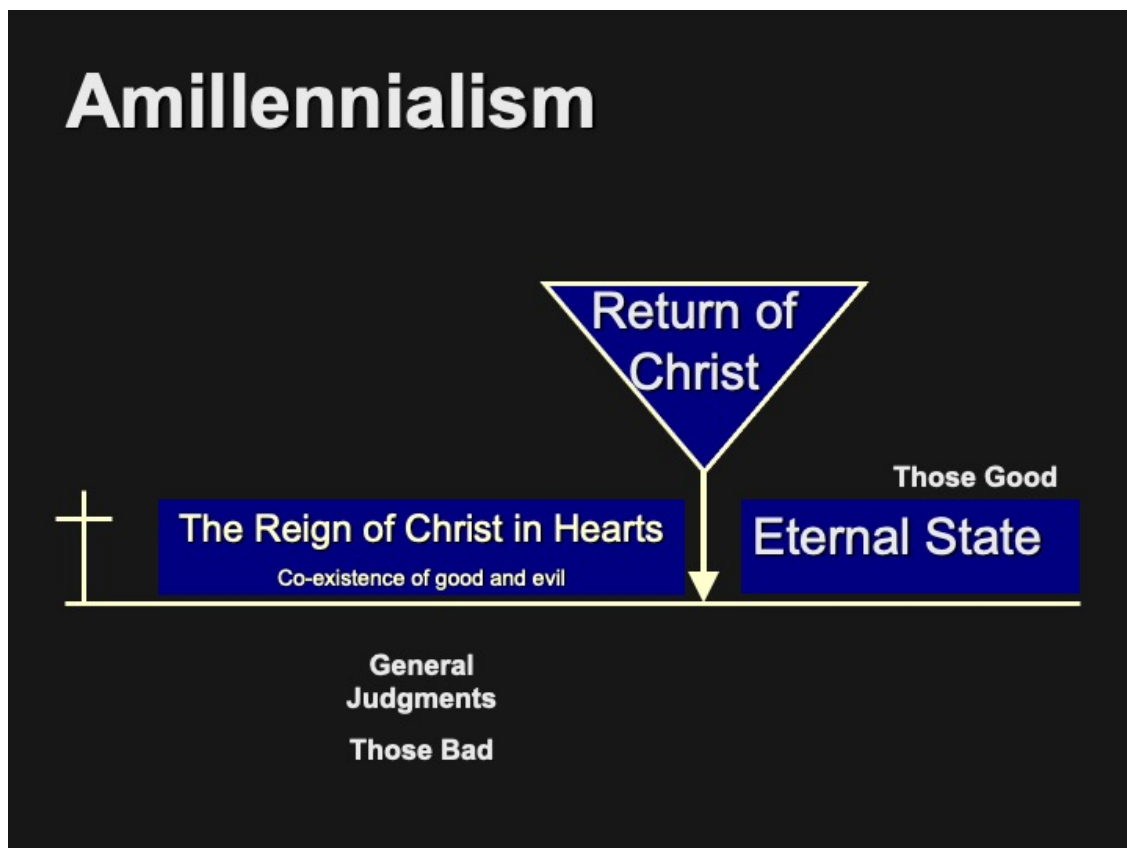 Amillennialism
Return of
Christ
Those Good
The Reign of Christ in Hearts
Co-existence of good and evil
Eternal State
General
Judgments
Those Bad